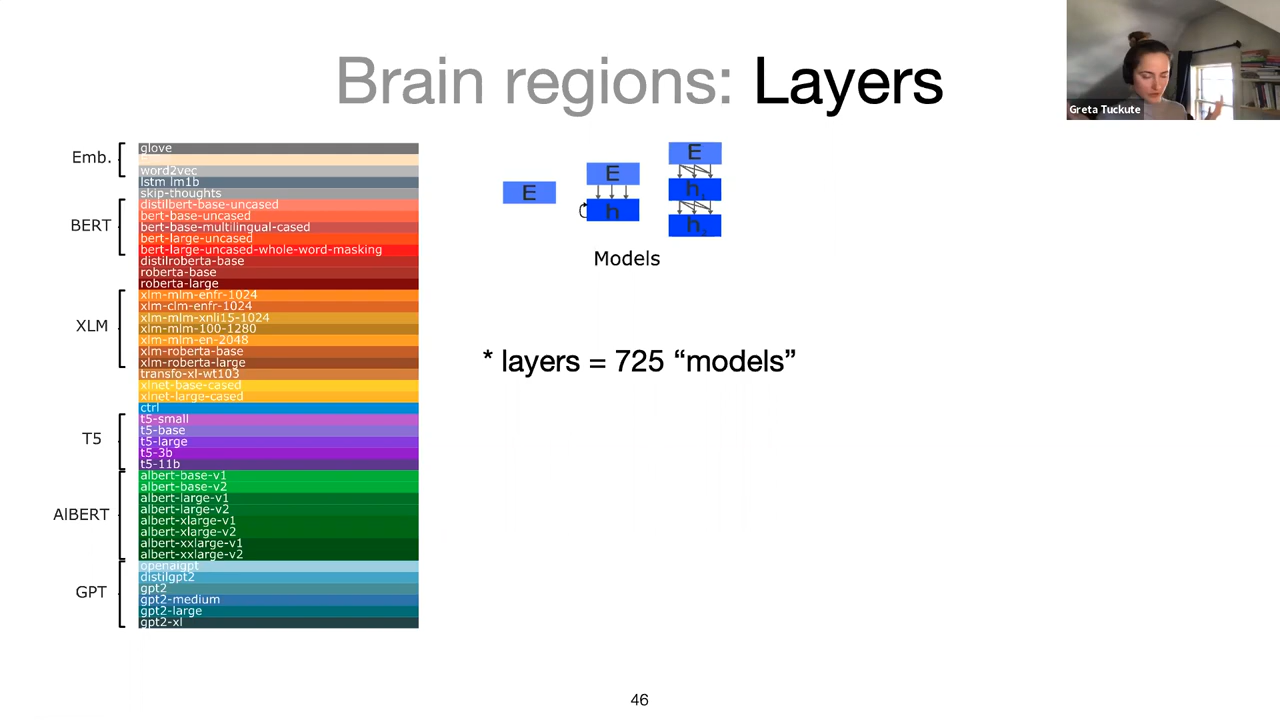 Brain regions: Layers
Greta Tuckute
Emb.
glove
word2vec
lstm lm1b
skip-thoughts
BERT
distilbert-base-uncased
bert-base-uncased
bert-base-multilingual-cased
bert-large-uncased
bert-large-uncased-whole-word-masking
distilroberta-base
roberta-base
roberta-large
XLM
xlm-mlm-enfr-1024
xlm-clm-enfr-1024
xlm-mlm-xnli15-1024
xlm-mlm-100-1280
xlm-mlm-en-2048
xlm-roberta-base
xlm-roberta-large
transfo-xl-wt103
xlnet-base-cased
xlnet-large-cased
ctrl
T5
t5-small
t5-base
t5-large
t5-3b
t5-11b
AlBERT
albert-base-v1
albert-base-v2
albert-large-v1
albert-large-v2
albert-xlarge-v1
albert-xlarge-v2
albert-xxlarge-v1
albert-xxlarge-v2
GPT
openaigpt
distilgpt2
gpt2
gpt2-medium
gpt2-large
gpt2-xl
E
E
h
E
h
h
Models
* layers = 725 “models”
46